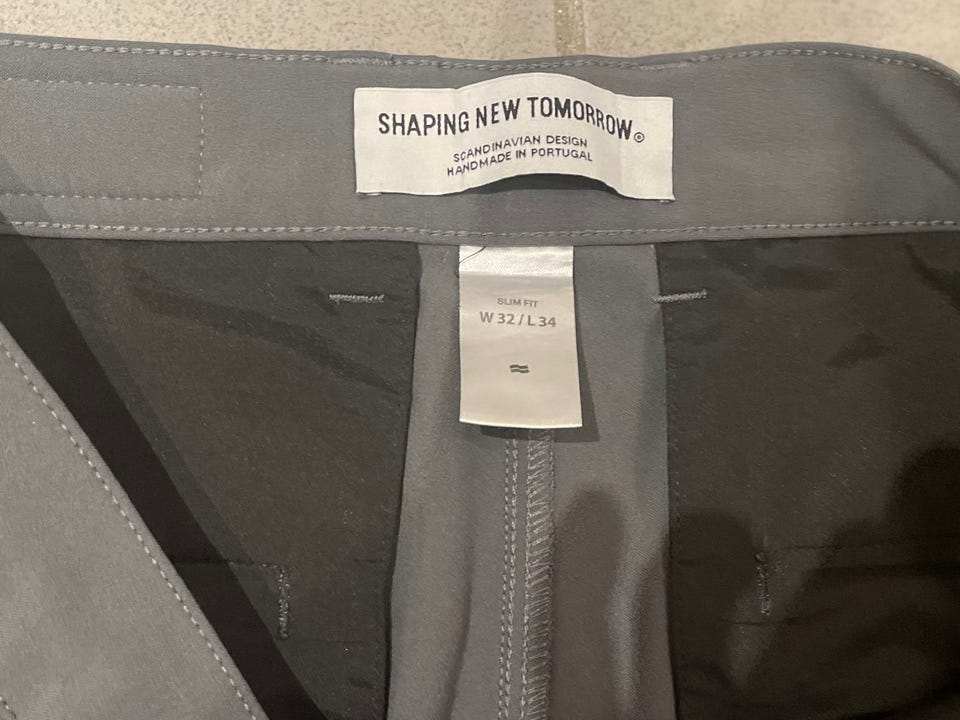 SHAPING NEW TOMORROW®
SCANDINAVIAN DESIGN
HANDMADE IN PORTUGAL
SLIM FIT
W 32 / L 34